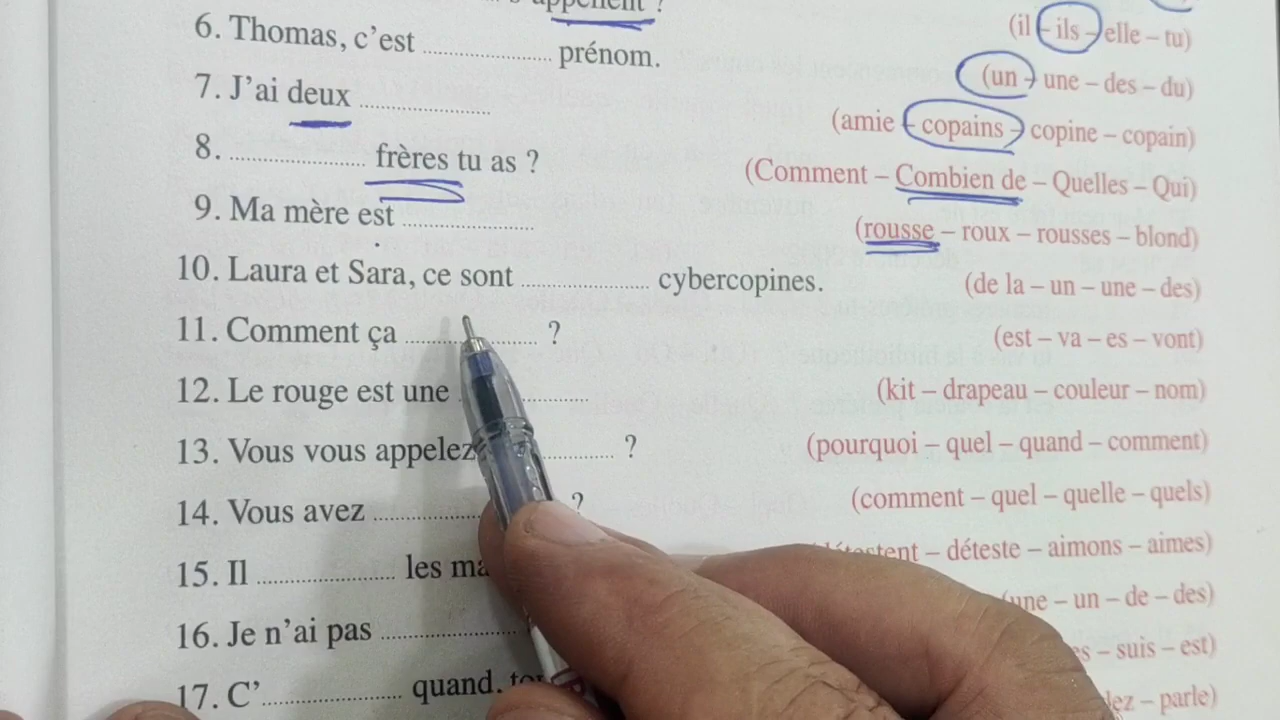 appellent ?
(il – ils – elle – tu)
6. Thomas, c’est .................... prénom.
(un – une – des – du)
7. J’ai deux ....................
(amie – copains – copine – copain)
8. .................... frères tu as ?
(Comment – Combien de – Quelles – Qui)
9. Ma mère est ....................
(rousse – roux – rousses – blond)
10. Laura et Sara, ce sont .................... cybercopines.
(de la – un – une – des)
11. Comment ça .................... ?
(est – va – es – vont)
12. Le rouge est une ....................
(kit – drapeau – couleur – nom)
13. Vous vous appelez .................... ?
(pourquoi – quel – quand – comment)
14. Vous avez .................... ?
(comment – quel – quelle – quels)
15. Il .................... les
– déteste – aimons – aimes)
16. Je n’ai pas ....................
(une – un – de – des)
17. C’ .................... quand,
– suis – est)
– parle)